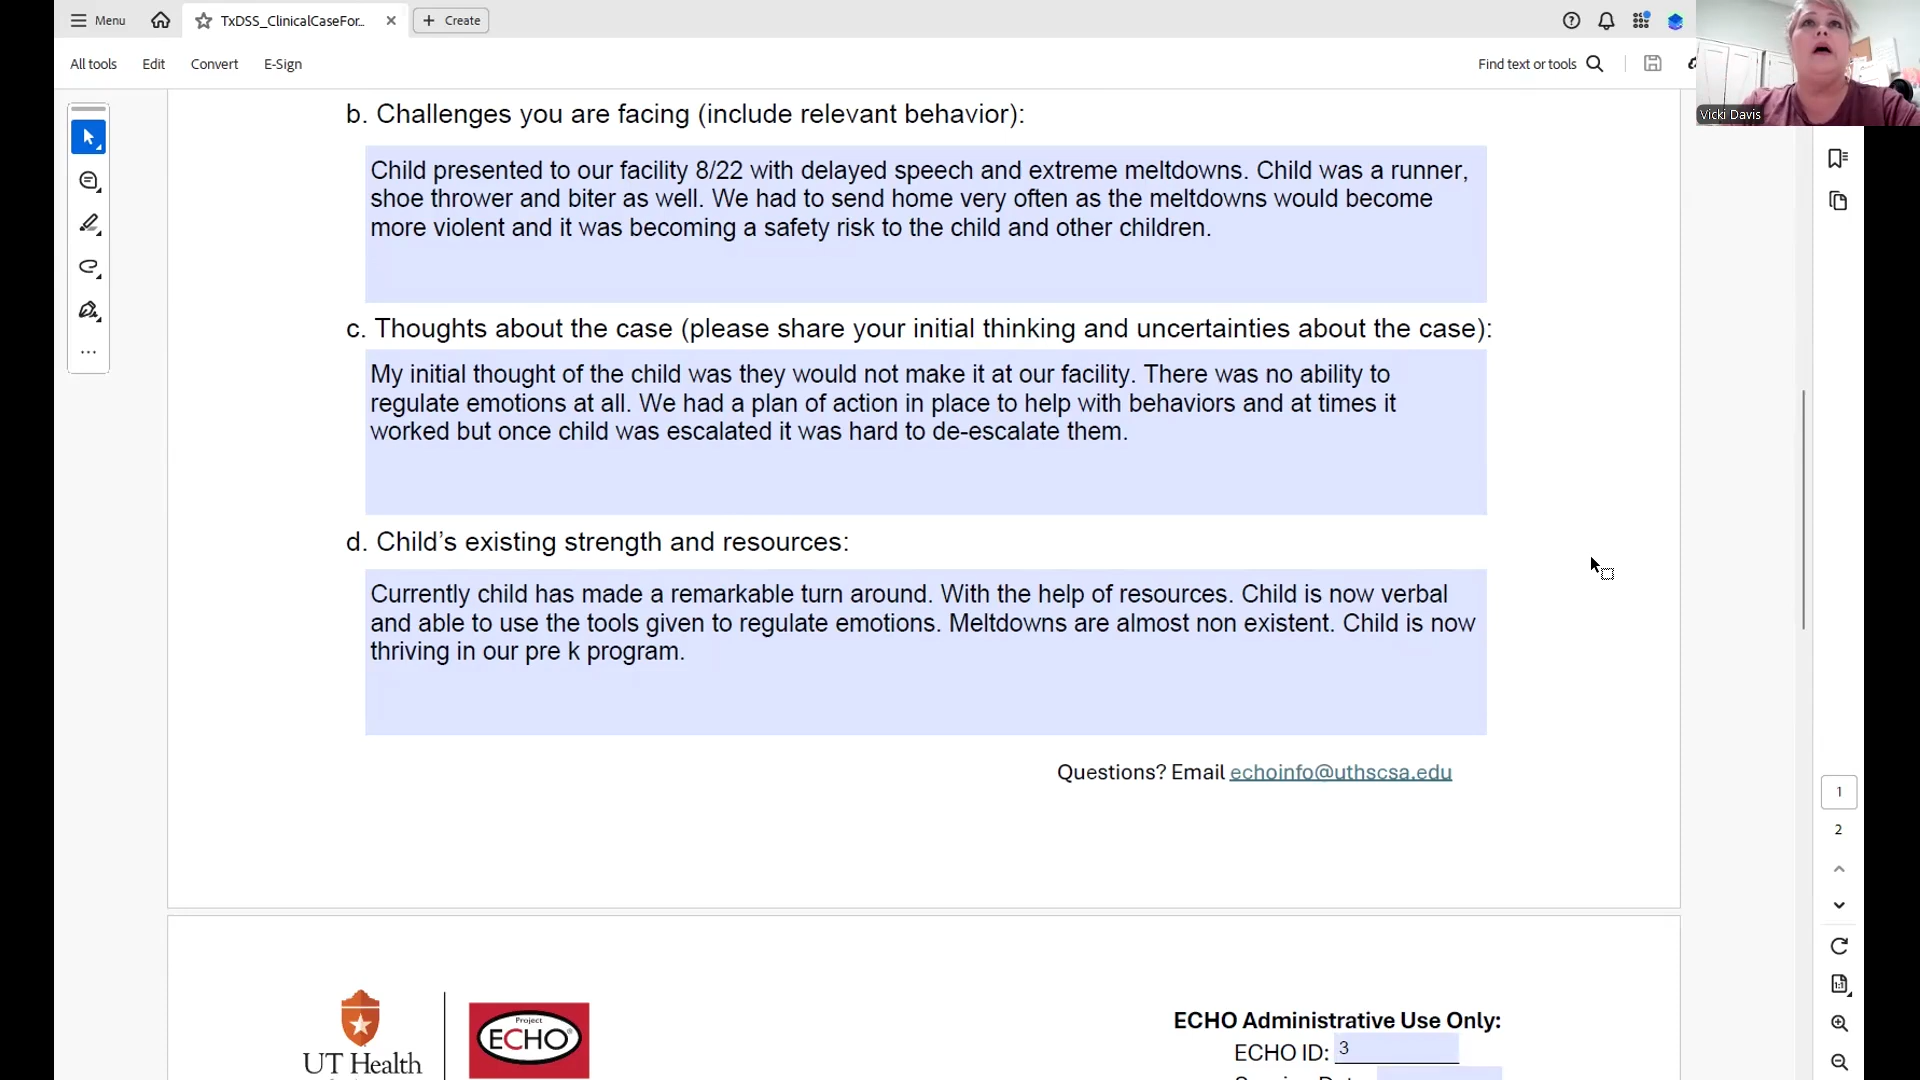 Menu
TxDSS_ClinicalCaseFor...
Create
All tools
Edit
Convert
E-Sign
Find text or tools
Vicki Davis
b. Challenges you are facing (include relevant behavior):
Child presented to our facility 8/22 with delayed speech and extreme meltdowns. Child was a runner,
shoe thrower and biter as well. We had to send home very often as the meltdowns would become
more violent and it was becoming a safety risk to the child and other children.
c. Thoughts about the case (please share your initial thinking and uncertainties about the case):
My initial thought of the child was they would not make it at our facility. There was no ability to
regulate emotions at all. We had a plan of action in place to help with behaviors and at times it
worked but once child was escalated it was hard to de-escalate them.
d. Child's existing strength and resources:
Currently child has made a remarkable turn around. With the help of resources. Child is now verbal
and able to use the tools given to regulate emotions. Meltdowns are almost non existent. Child is now
thriving in our pre k program.
Questions? Email echoinfo@uthscsa.edu
1
2
UT Health
Project
ECHO®
ECHO Administrative Use Only:
ECHO ID: 3